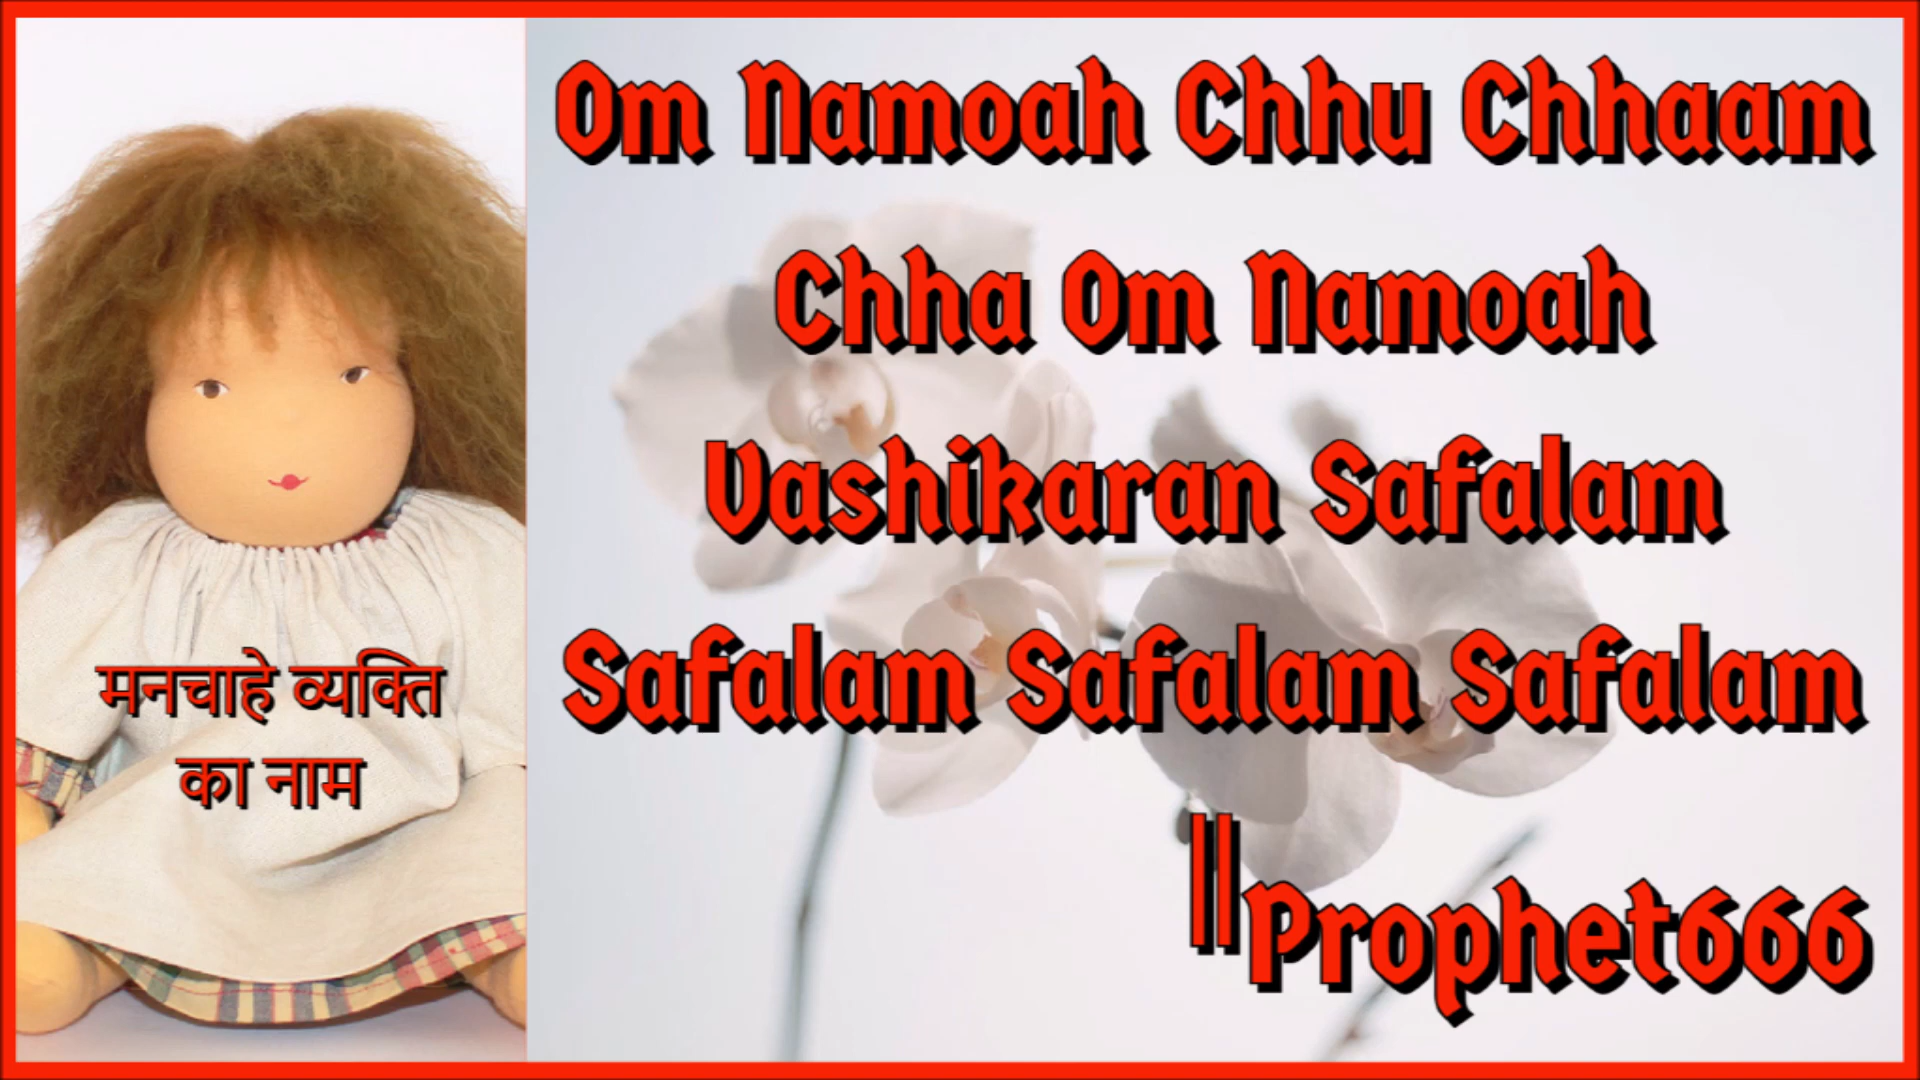 मनचाहे व्यक्ति
का नाम
Om Namoah Chhu Chhaam
Chha Om Namoah
Vashikaran Safalam
Safalam Safalam Safalam
||Prophet666